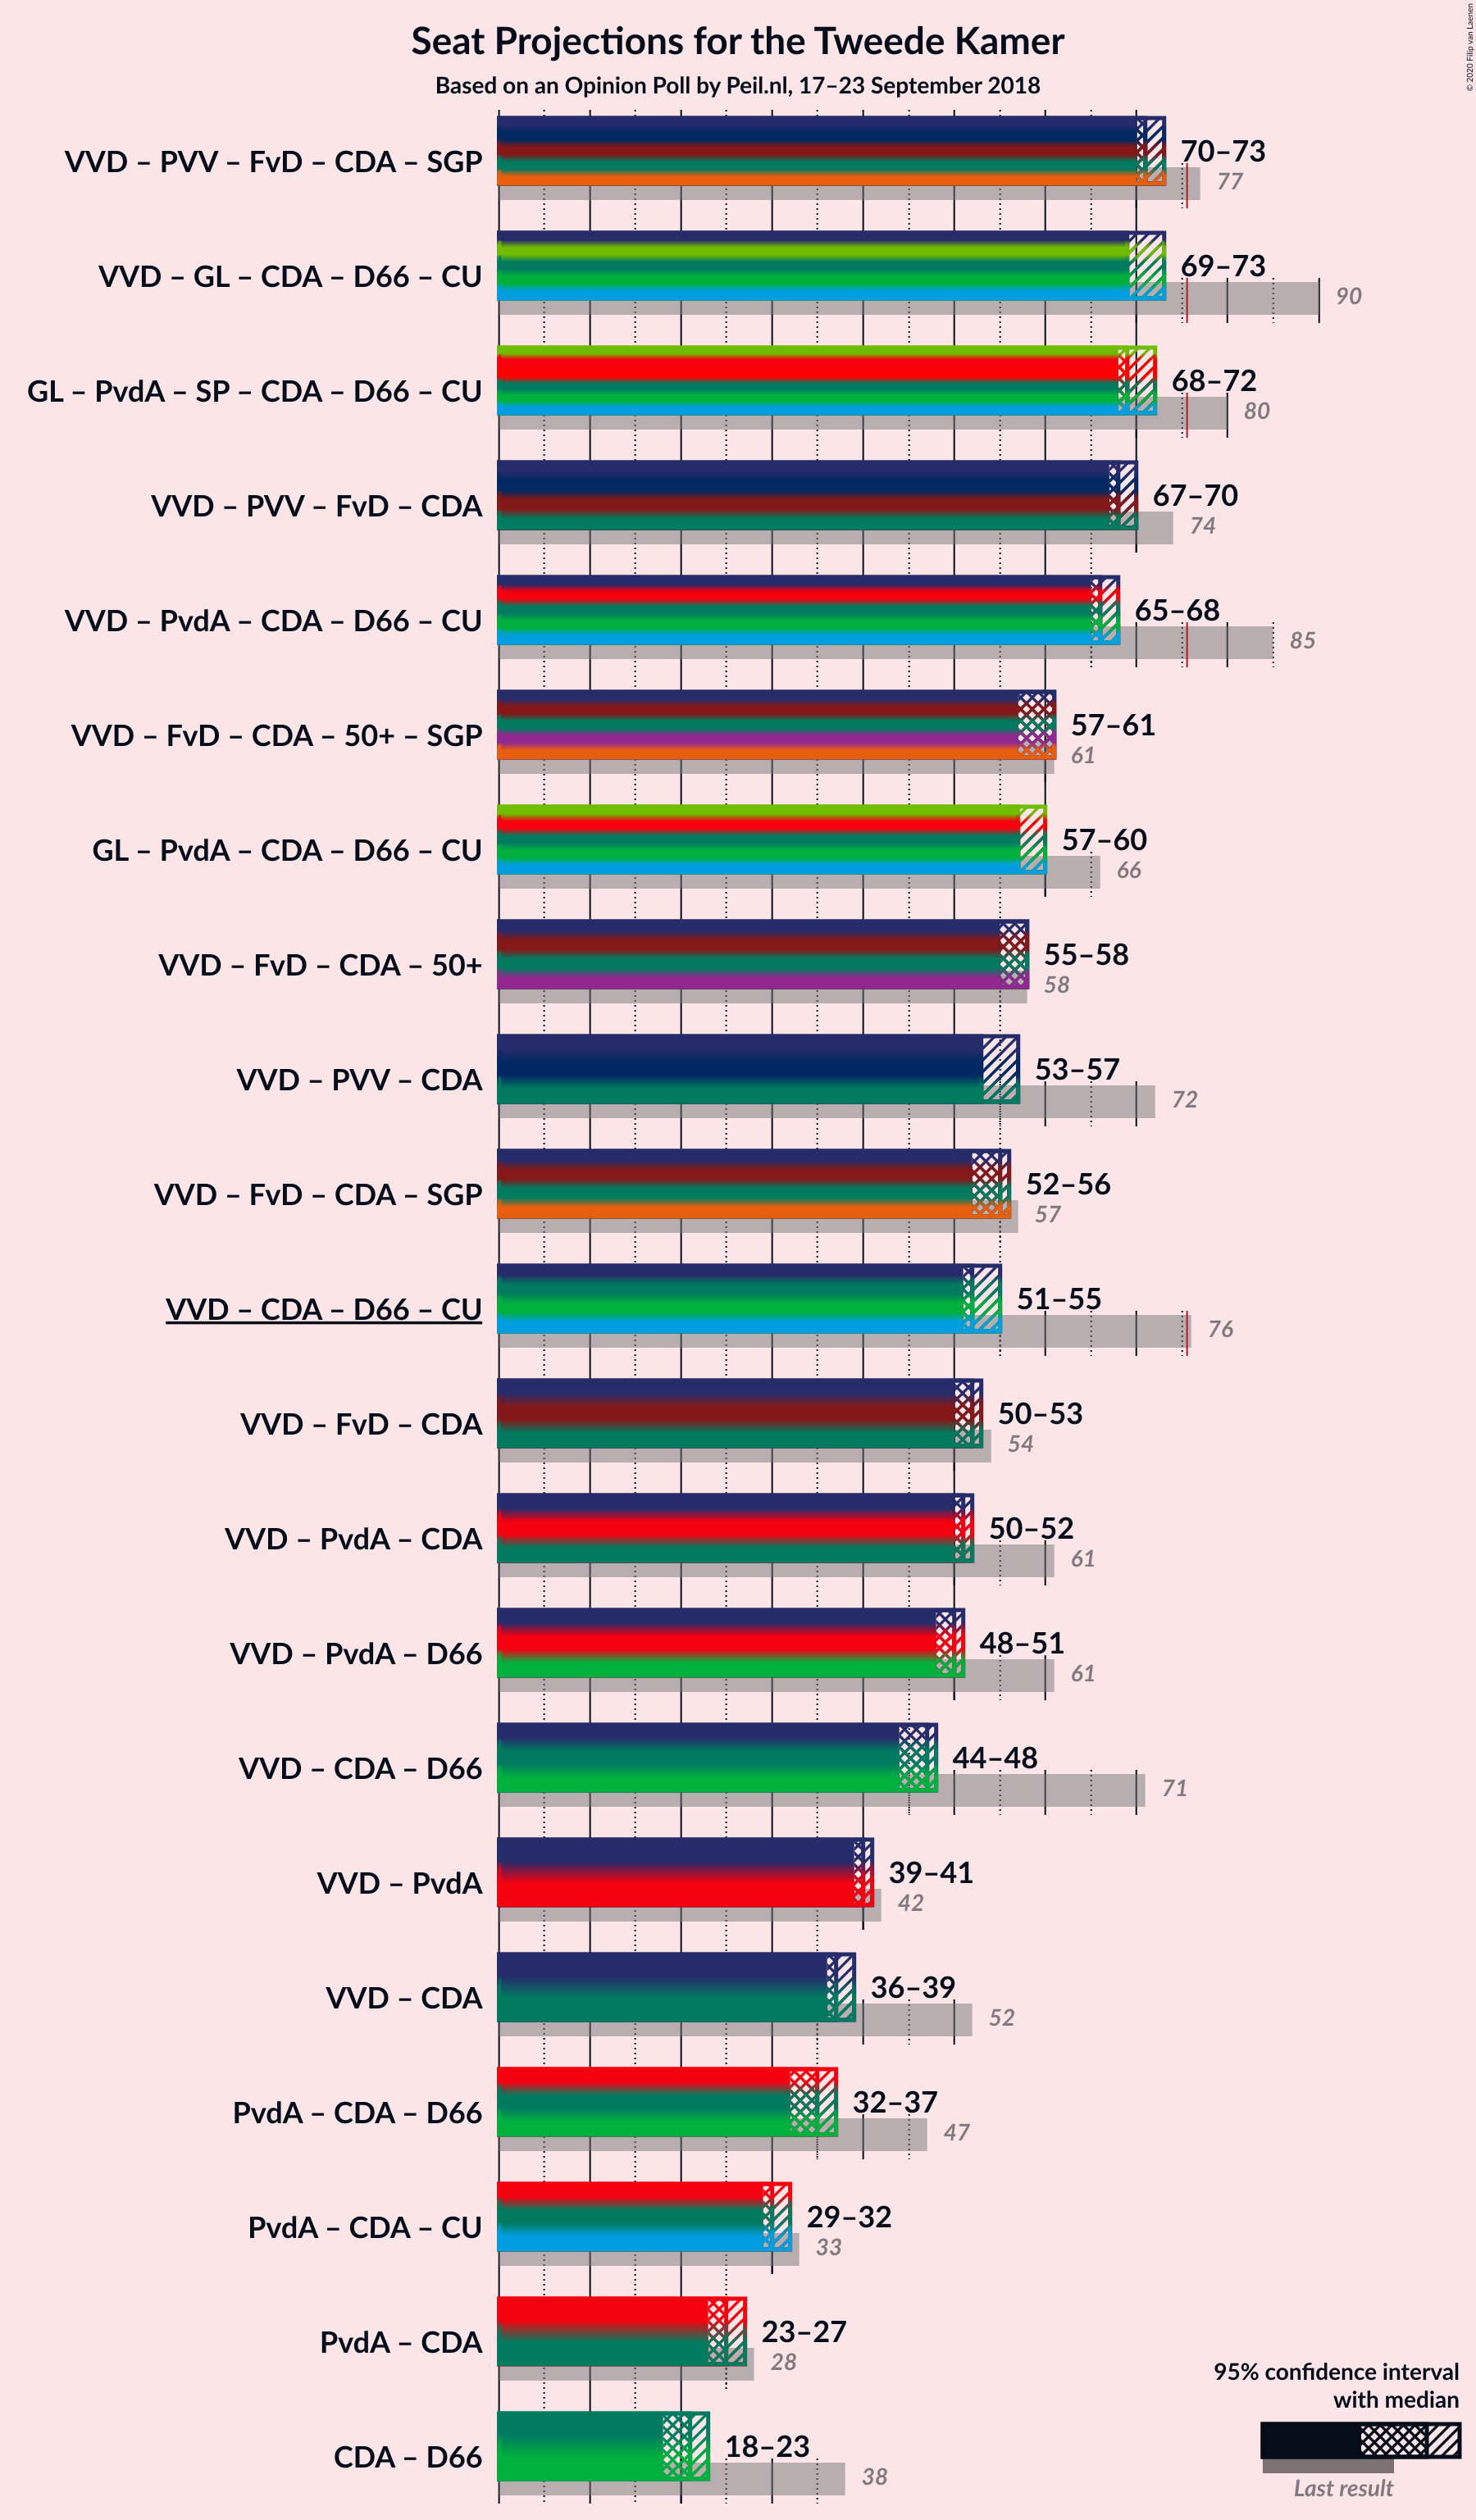 Seat Projections for the Tweede Kamer
Based on an Opinion Poll by Peil.nl, 17–23 September 2018
© 2020 Filip van Laenen
VVD – PVV – FvD – CDA – SGP
70–73
77
VVD – GL – CDA – D66 – CU
69–73
90
GL – PvdA – SP – CDA – D66 – CU
68–72
80
VVD – PVV – FvD – CDA
67–70
74
VVD – PvdA – CDA – D66 – CU
65–68
85
VVD – FvD – CDA – 50+ – SGP
57–61
61
GL – PvdA – CDA – D66 – CU
57–60
66
VVD – FvD – CDA – 50+
55–58
58
VVD – PVV – CDA
53–57
72
VVD – FvD – CDA – SGP
52–56
57
VVD – CDA – D66 – CU
51–55
76
VVD – FvD – CDA
50–53
54
VVD – PvdA – CDA
50–52
61
VVD – PvdA – D66
48–51
61
VVD – CDA – D66
44–48
71
VVD – PvdA
39–41
42
VVD – CDA
36–39
52
PvdA – CDA – D66
32–37
47
PvdA – CDA – CU
29–32
33
PvdA – CDA
23–27
28
CDA – D66
18–23
38
95% confidence interval
with median
Last result